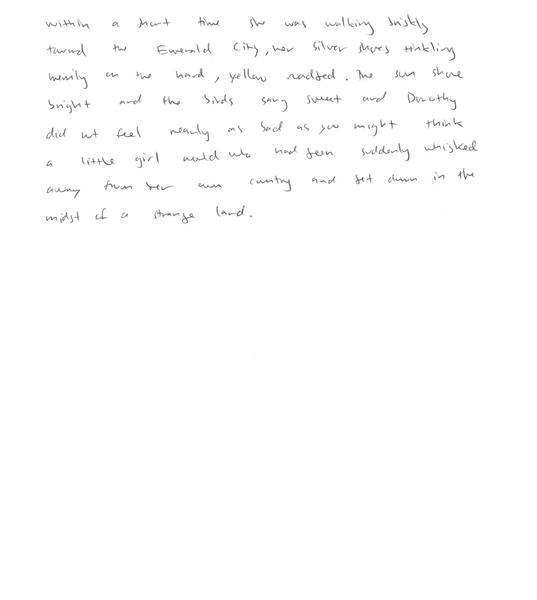 within a short time she was walking briskly
toward the Emerald City, her silver shoes tinkling
merrily on the hard, yellow roadbed. The sun shone
bright and the birds sang sweet and Dorothy
did not feel nearly as bad as you might think
a little girl would who had been suddenly whisked
away from her own country and set down in the
midst of a strange land.